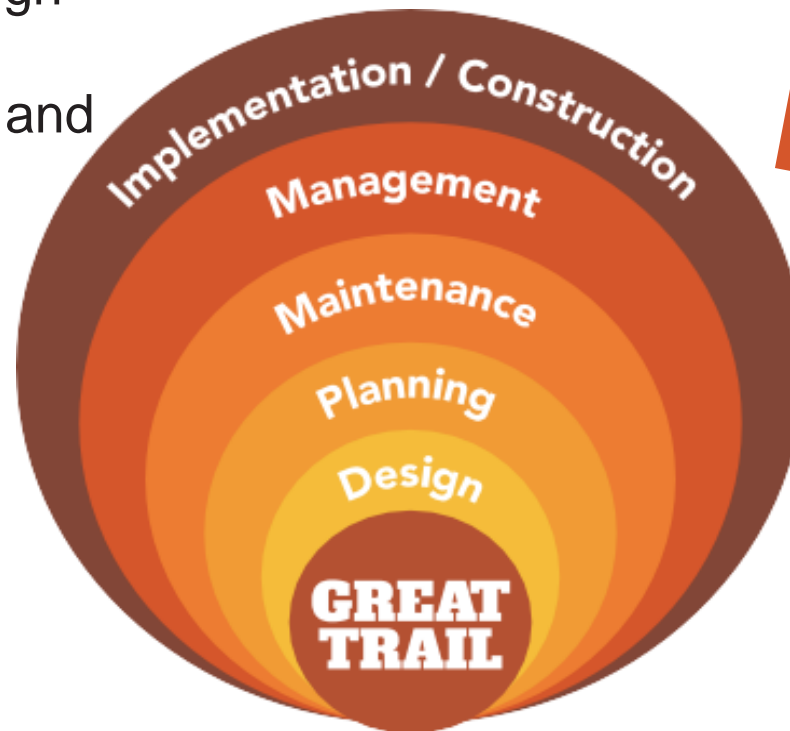 and
Implementation / Construction
Management
Maintenance
Planning
Design
GREAT
TRAIL